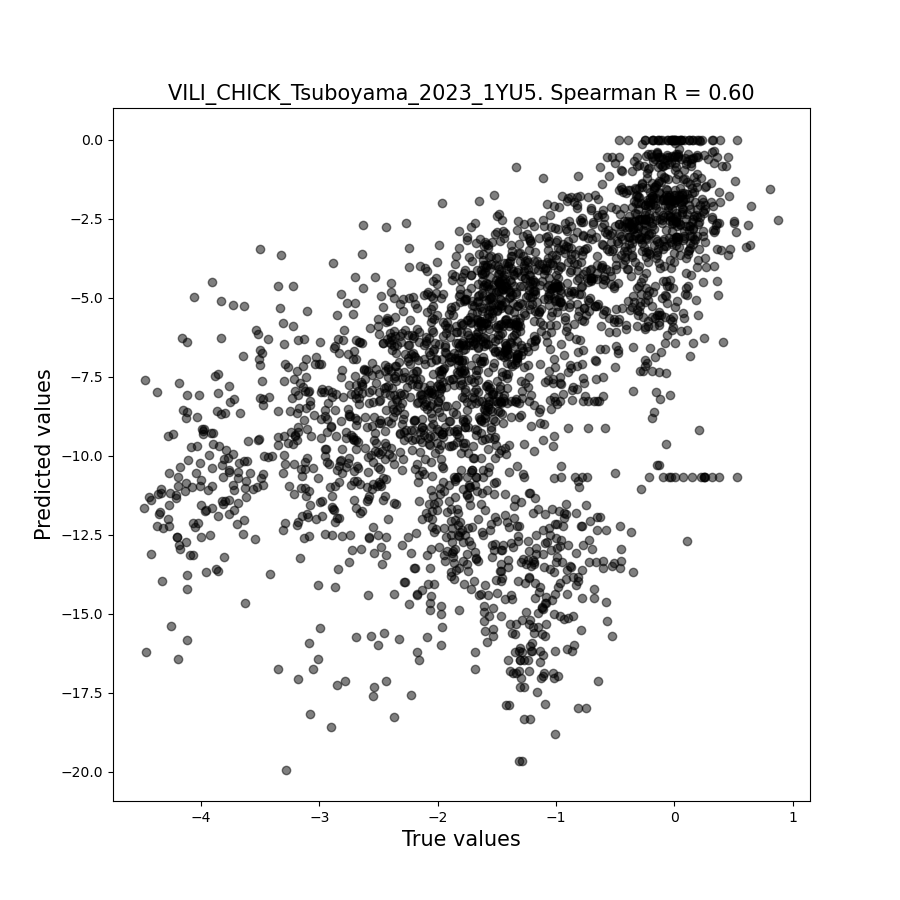 VILI_CHICK_Tsuboyama_2023_1YU5. Spearman R = 0.60
0.0
−2.5
−5.0
−7.5
−10.0
−12.5
−15.0
−17.5
−20.0
Predicted values
−4 −3 −2 −1 0 1
True values